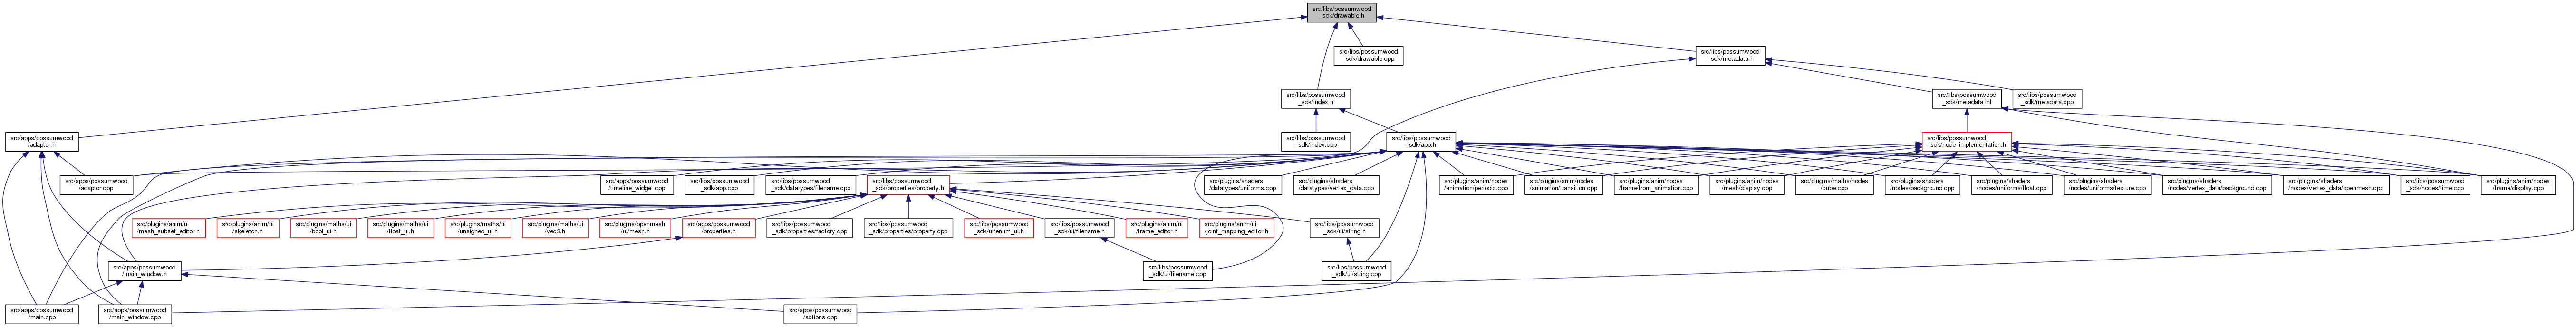 src/libs/possumwood
_sdk/drawable.h
src/libs/possumwood
_sdk/drawable.cpp
src/libs/possumwood
_sdk/metadata.h
src/libs/possumwood
_sdk/index.h
src/libs/possumwood
_sdk/metadata.inl
src/libs/possumwood
_sdk/metadata.cpp
src/apps/possumwood
/adaptor.h
src/libs/possumwood
_sdk/index.cpp
src/libs/possumwood
_sdk/app.h
src/libs/possumwood
_sdk/node_implementation.h
src/apps/possumwood
/adaptor.cpp
src/apps/possumwood
/timeline_widget.cpp
src/libs/possumwood
_sdk/app.cpp
src/libs/possumwood
_sdk/datatypes/filename.cpp
src/libs/possumwood
_sdk/properties/property.h
src/plugins/shaders
/datatypes/uniforms.cpp
src/plugins/shaders
/datatypes/vertex_data.cpp
src/plugins/anim/nodes
/animation/periodic.cpp
src/plugins/anim/nodes
/animation/transition.cpp
src/plugins/anim/nodes
/frame/from_animation.cpp
src/plugins/anim/nodes
/mesh/display.cpp
src/plugins/maths/nodes
/cube.cpp
src/plugins/shaders
/nodes/background.cpp
src/plugins/shaders
/nodes/uniforms/float.cpp
src/plugins/shaders
/nodes/uniforms/texture.cpp
src/plugins/shaders
/nodes/vertex_data/background.cpp
src/plugins/shaders
/nodes/vertex_data/openmesh.cpp
src/libs/possumwood
_sdk/nodes/time.cpp
src/plugins/anim/nodes
/frame/display.cpp
src/plugins/anim/ui
/mesh_subset_editor.h
src/plugins/anim/ui
/skeleton.h
src/plugins/maths/ui
/bool_ui.h
src/plugins/maths/ui
/float_ui.h
src/plugins/maths/ui
/unsigned_ui.h
src/plugins/maths/ui
/vec3.h
src/plugins/openmesh
/ui/mesh.h
src/apps/possumwood
/properties.h
src/libs/possumwood
_sdk/properties/factory.cpp
src/libs/possumwood
_sdk/properties/property.cpp
src/libs/possumwood
_sdk/ui/enum_ui.h
src/libs/possumwood
_sdk/ui/filename.h
src/plugins/anim/ui
/frame_editor.h
src/plugins/anim/ui
/joint_mapping_editor.h
src/libs/possumwood
_sdk/ui/string.h
src/apps/possumwood
/main_window.h
src/libs/possumwood
_sdk/ui/filename.cpp
src/libs/possumwood
_sdk/ui/string.cpp
src/apps/possumwood
/main.cpp
src/apps/possumwood
/main_window.cpp
src/apps/possumwood
/actions.cpp